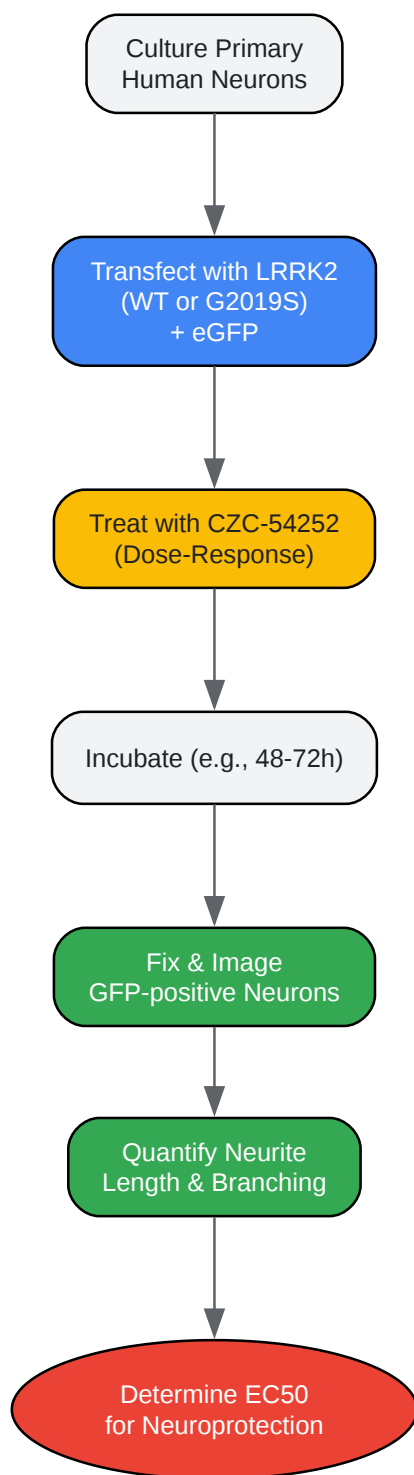 Culture Primary
Human Neurons
Transfect with LRRK2
(WT or G2019S)
+ eGFP
Treat with CZC-54252
(Dose-Response)
Incubate (e.g., 48-72h)
Fix & Image
GFP-positive Neurons
Quantify Neurite
Length & Branching
Determine EC50
for Neuroprotection